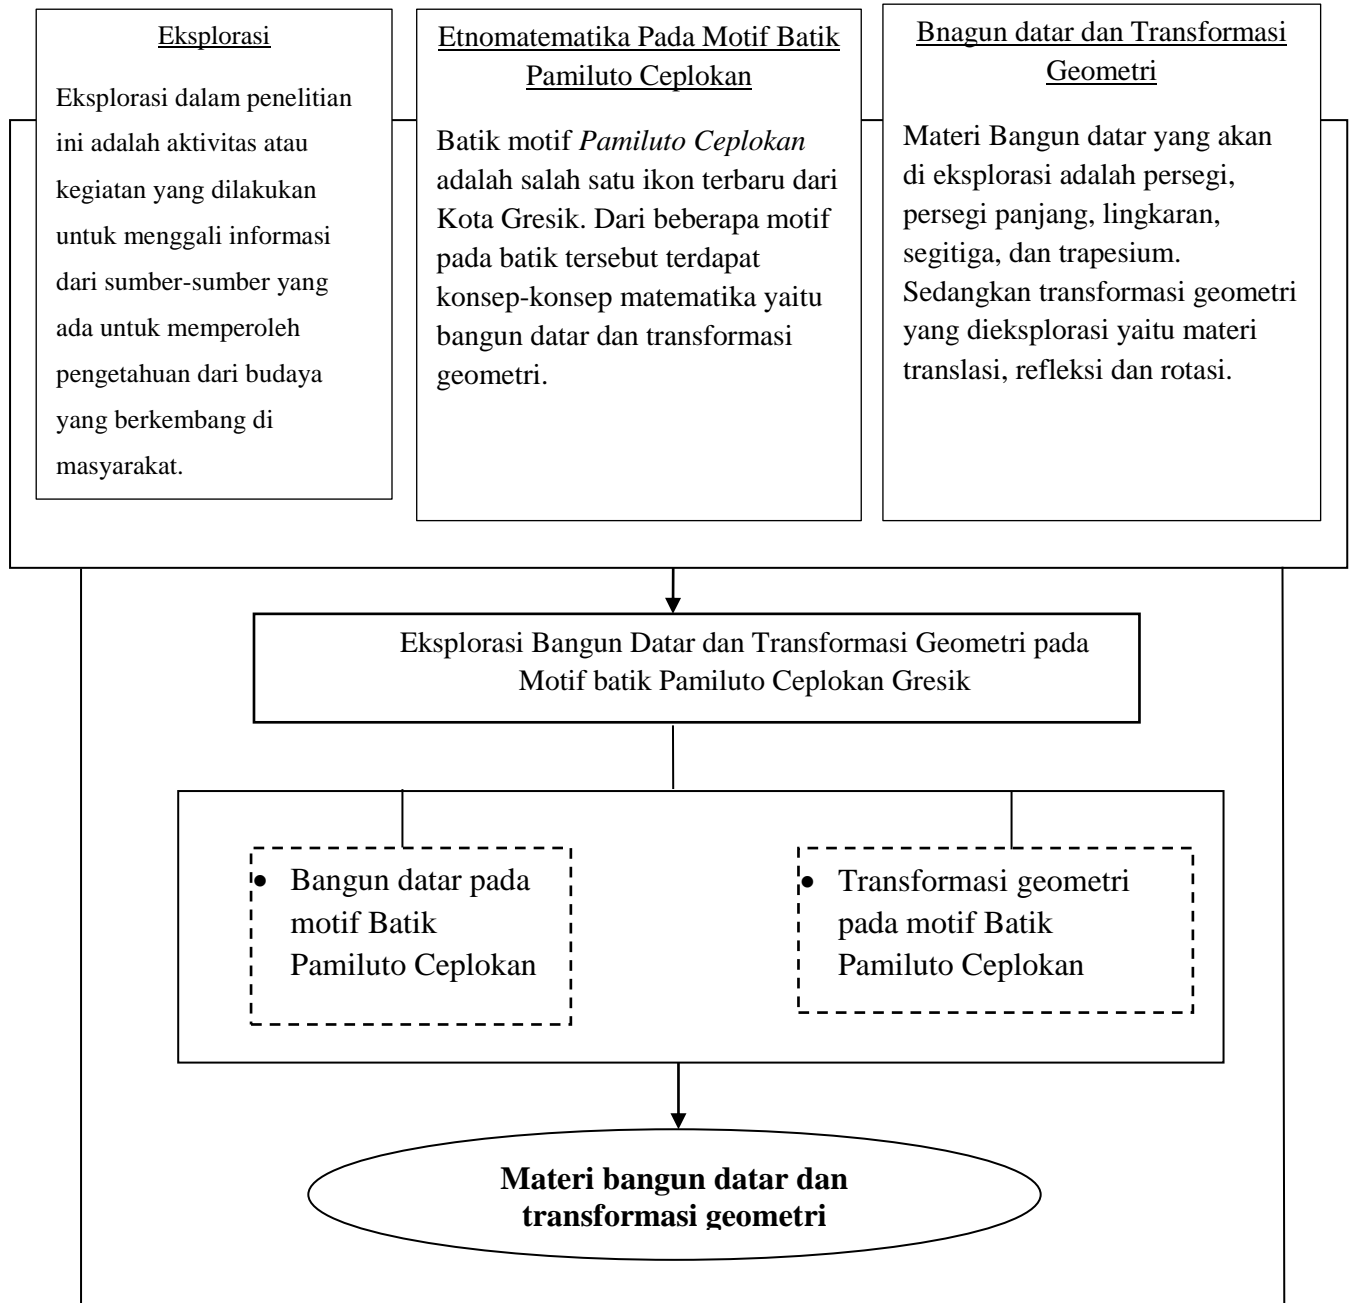 Eksplorasi
Eksplorasi dalam penelitian
ini adalah aktivitas atau
kegiatan yang dilakukan
untuk menggali informasi
dari sumber-sumber yang
ada untuk memperoleh
pengetahuan dari budaya
yang berkembang di
masyarakat.
Etnomatematika Pada Motif Batik
Pamiluto Ceplokan
Batik motif Pamiluto Ceplokan
adalah salah satu ikon terbaru dari
Kota Gresik. Dari beberapa motif
pada batik tersebut terdapat
konsep-konsep matematika yaitu
bangun datar dan transformasi
geometri.
Bnagun datar dan Transformasi
Geometri
Materi Bangun datar yang akan
di eksplorasi adalah persegi,
persegi panjang, lingkaran,
segitiga, dan trapesium.
Sedangkan transformasi geometri
yang dieksplorasi yaitu materi
translasi, refleksi dan rotasi.
Eksplorasi Bangun Datar dan Transformasi Geometri pada
Motif batik Pamiluto Ceplokan Gresik
• Bangun datar pada
motif Batik
Pamiluto Ceplokan
• Transformasi geometri
pada motif Batik
Pamiluto Ceplokan
Materi bangun datar dan
transformasi geometri